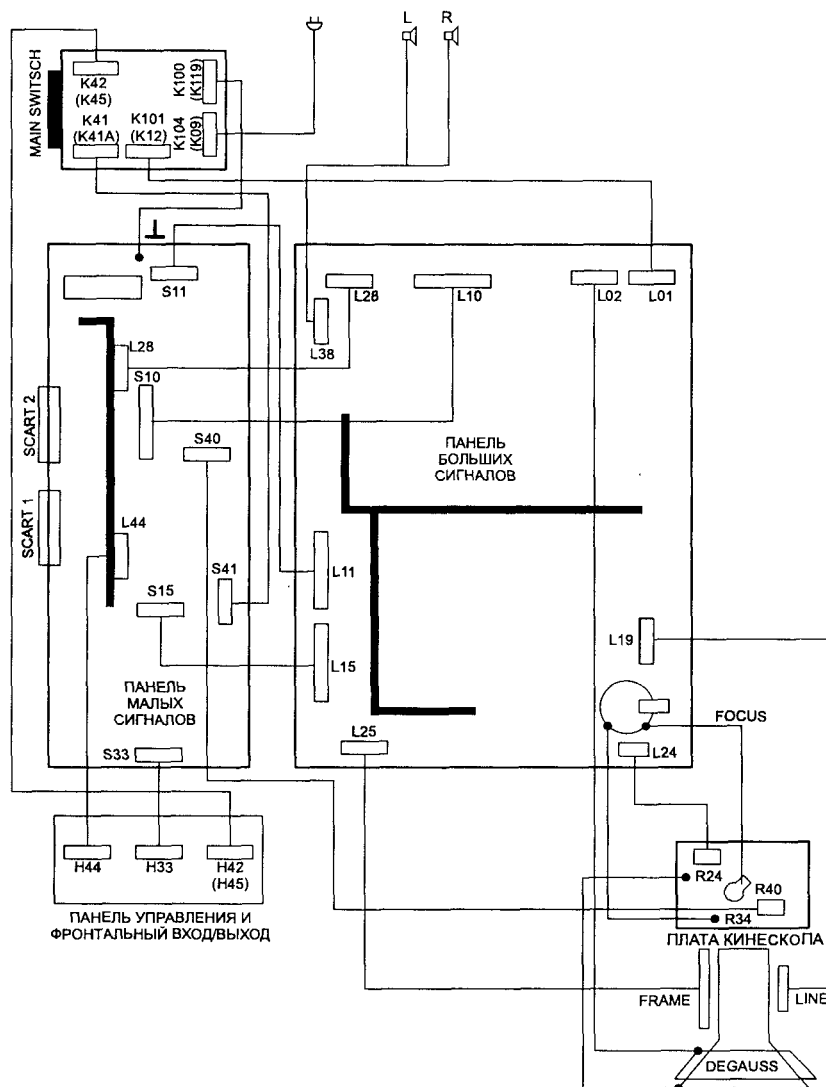 L
R
MAIN SWITSCH
K42
(K45)
K100
(K119)
K41
(K41A)
K101
(K12)
K104
(K09)
S11
L28
L10
L02
L01
L38
L28
S10
SCART 2
S40
ПАНЕЛЬ
БОЛЬШИХ
СИГНАЛОВ
SCART 1
L44
S41
L11
S15
L19
L15
ПАНЕЛЬ
МАЛЫХ
СИГНАЛОВ
FOCUS
L25
L24
S33
H44
H33
H42
(H45)
R24
R40
R34
ПАНЕЛЬ УПРАВЛЕНИЯ И
ФРОНТАЛЬНЫЙ ВХОД/ВЫХОД
ПЛАТА КИНЕСКОПА
FRAME
LINE
DEGAUSS